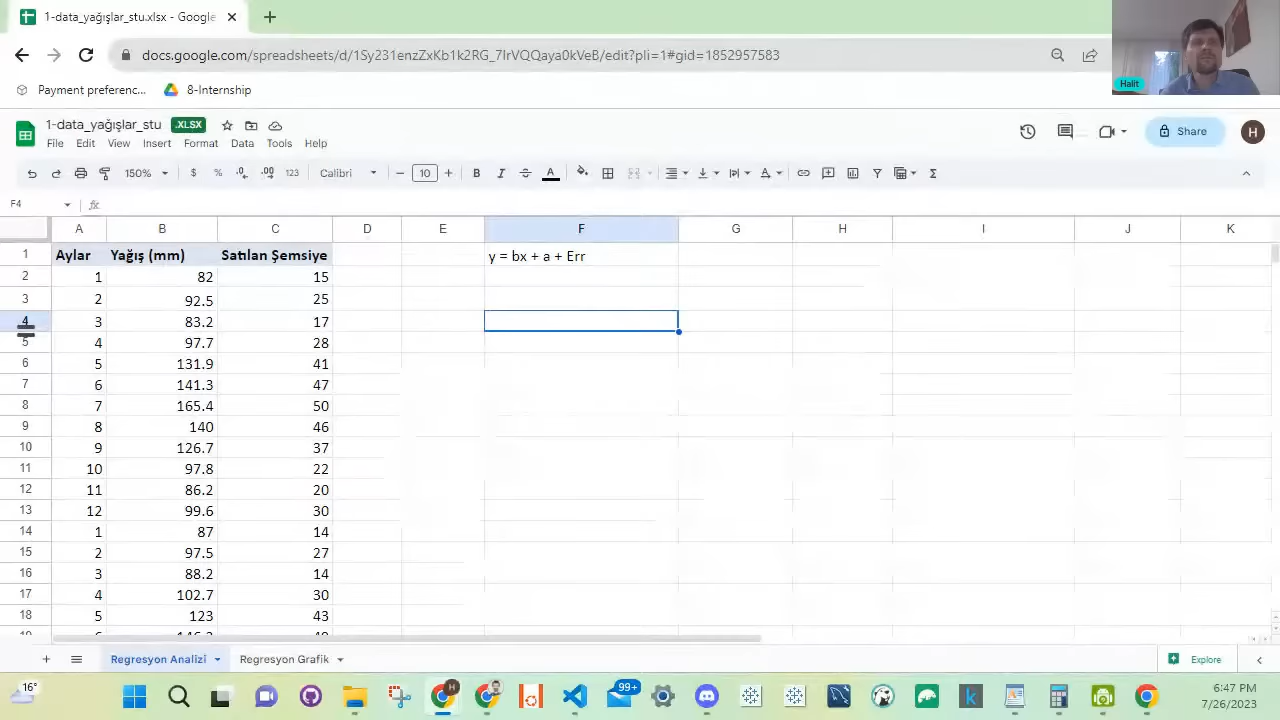 1-data_yağışlar_stu.xlsx - Google
docs.google.com/spreadsheets/d/1Sy231enzZxKb1k2RG_7lVQQaya0kVeB/edit?pli=1#gid=1852957583
Halit
Payment preferenc...
8-Internship
1-data_yağışlar_stu .XLSX
File Edit View Insert Format Data Tools Help
Share
H
150% $ % .0 .00 123 Calibri 10 B I A
F4 fx
A B C D E F G H I J K
1 Aylar Yağış (mm) Satılan Şemsiye y = bx + a + Err
2 1 82 15
3 2 92.5 25
4 3 83.2 17
5 4 97.7 28
6 5 131.9 41
7 6 141.3 47
8 7 165.4 50
9 8 140 46
10 9 126.7 37
11 10 97.8 22
12 11 86.2 20
13 12 99.6 30
14 1 87 14
15 2 97.5 27
16 3 88.2 14
17 4 102.7 30
18 5 123 43
Regresyon Analizi Regresyon Grafik
Explore
16°
99+
6:47 PM
7/26/2023